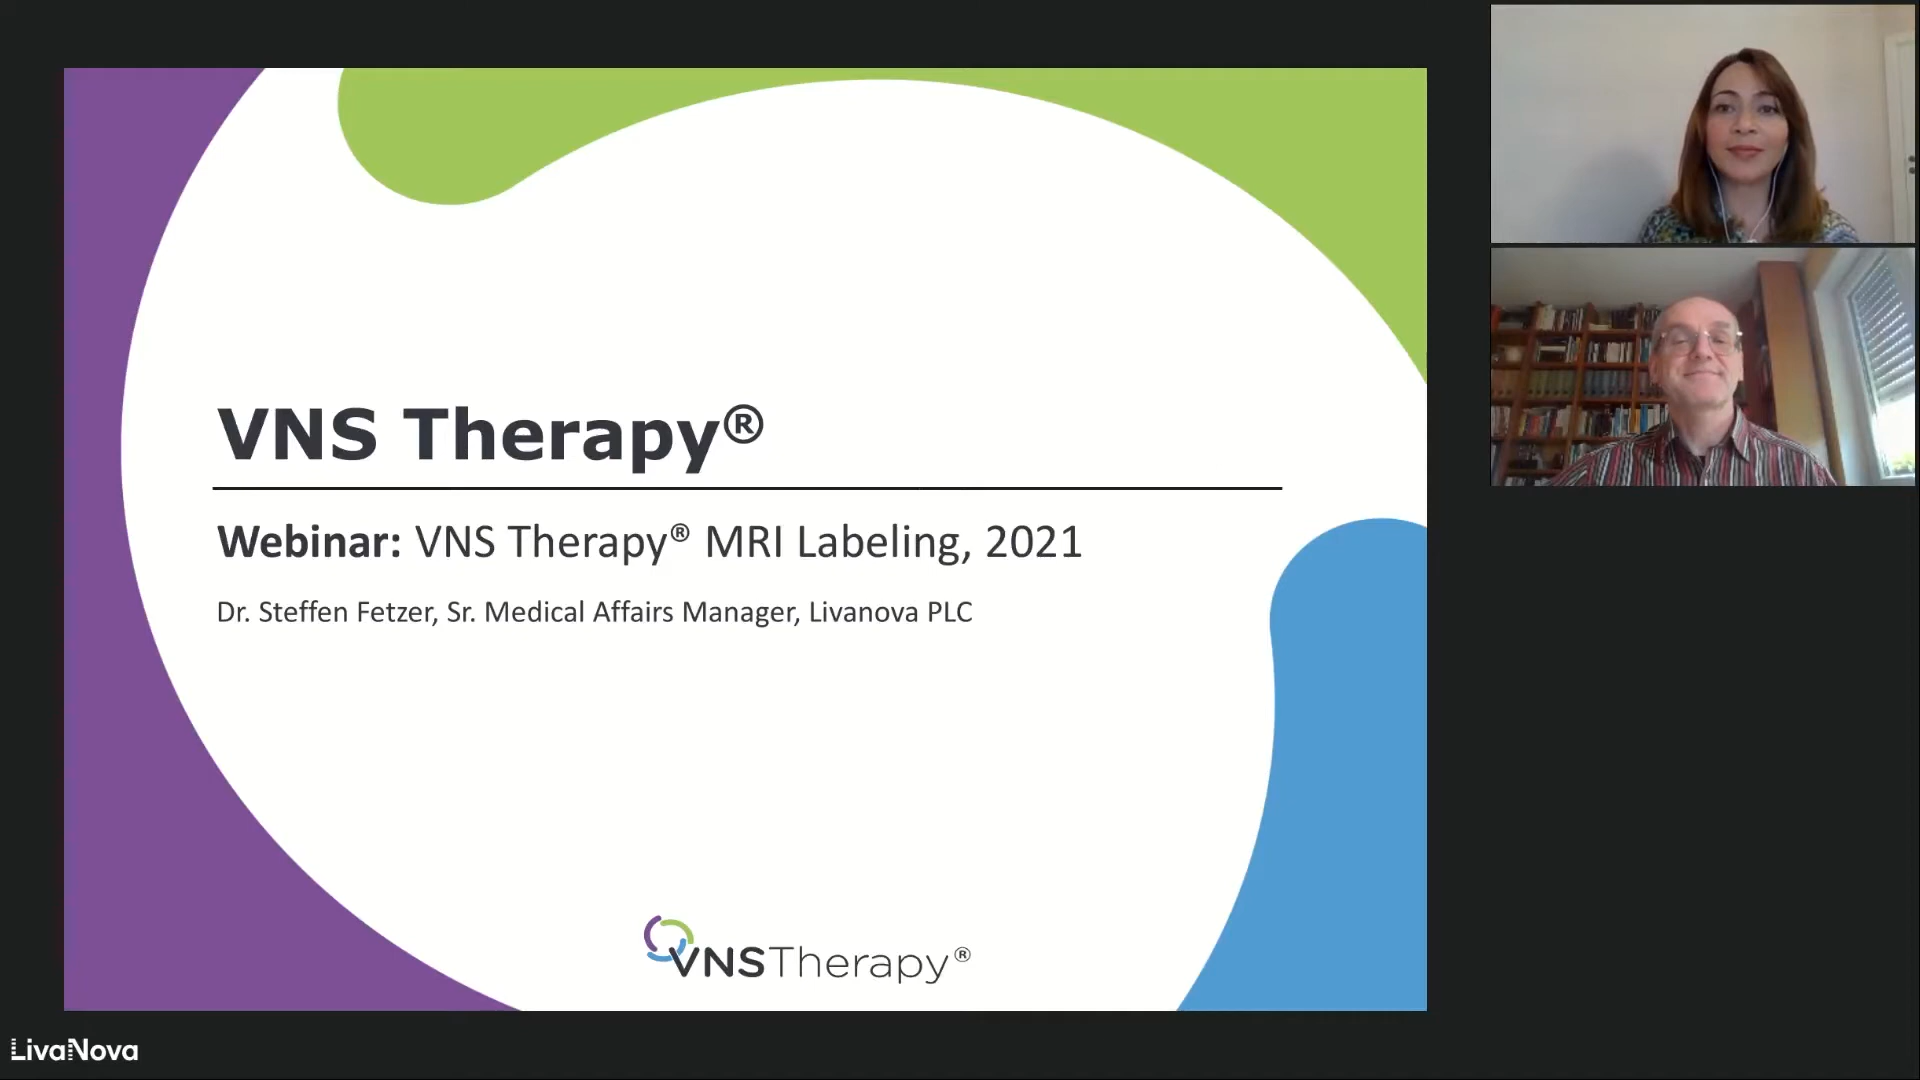 VNS Therapy®
Webinar: VNS Therapy® MRI Labeling, 2021
Dr. Steffen Fetzer, Sr. Medical Affairs Manager, Livanova PLC
VNSTherapy®
LivaNova